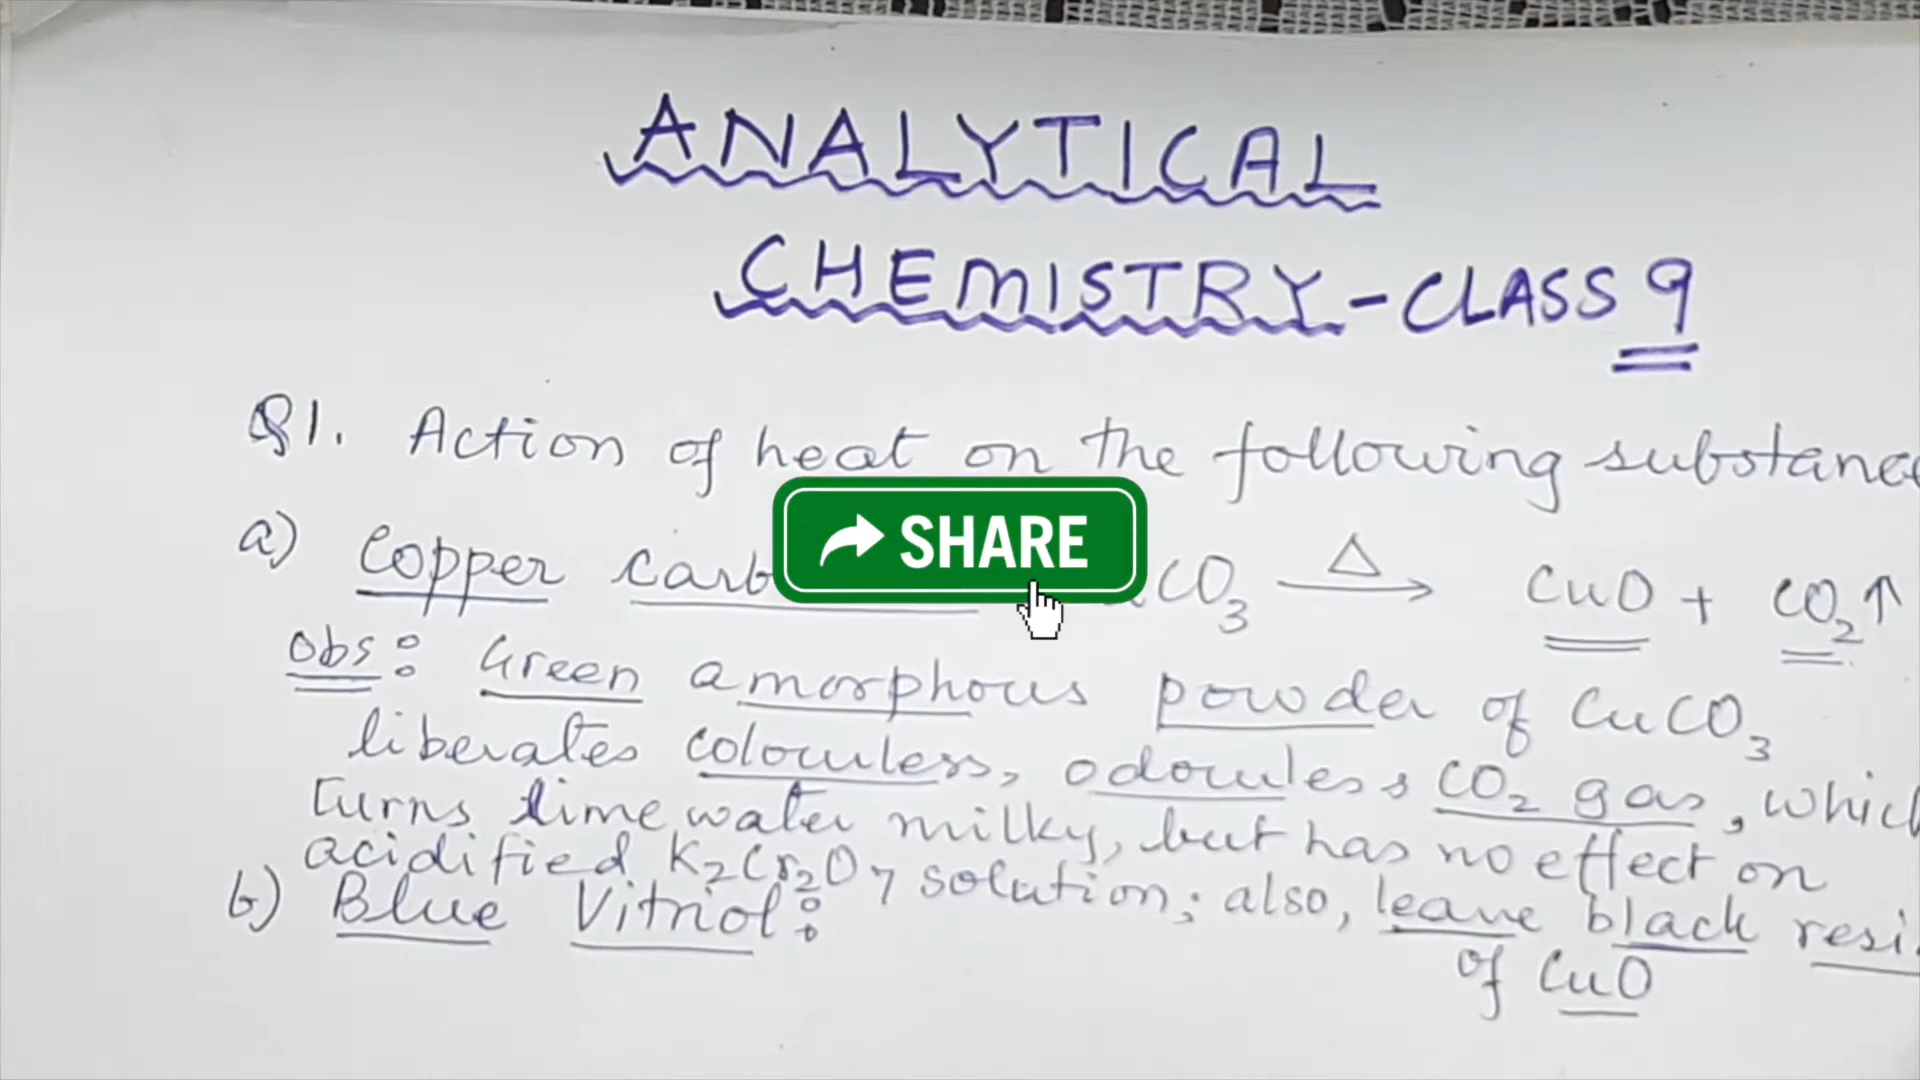 ANALYTICAL
CHEMISTRY-CLASS 9
Q1. Action of heat on the following substance
a) Copper carb CO3 △→ CuO + CO2↑
SHARE
Obs: Green amorphous powder of CuCO3
liberates colourless, odourless CO2 gas, which
turns lime water milky, but has no effect on
acidified K2Cr2O7 solution; also, leave black resi
of CuO
b) Blue Vitriol: